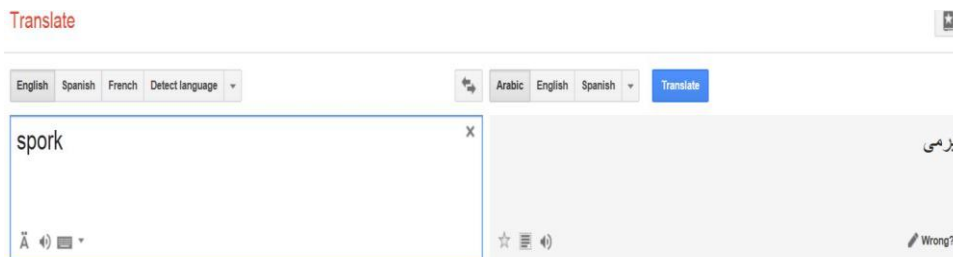 Translate
English Spanish French Detect language Arabic English Spanish Translate
spork
Ä Wrong?